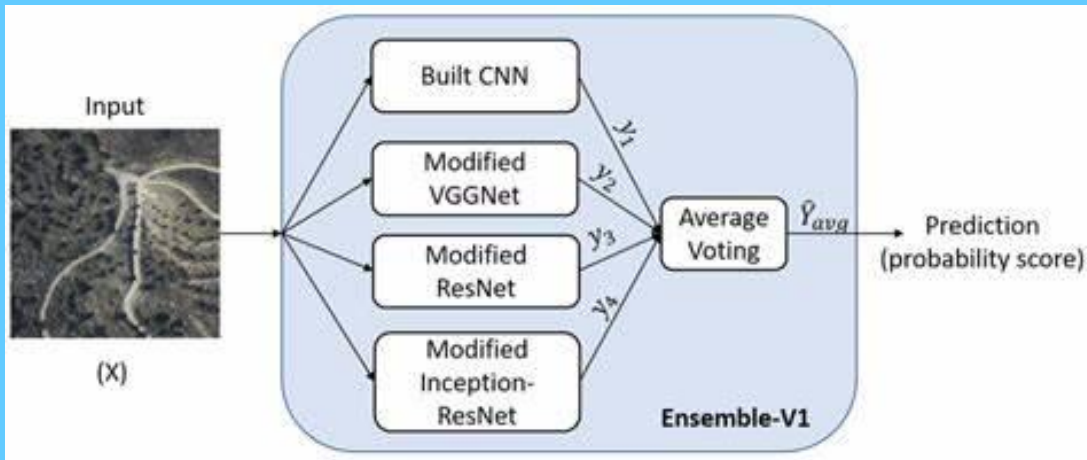 Input
(X)
Built CNN
Modified
VGGNet
Modified
ResNet
Modified
Inception-
ResNet
y₁
y₂
y₃
y₄
Average
Voting
Ŷavg
Prediction
(probability score)
Ensemble-V1